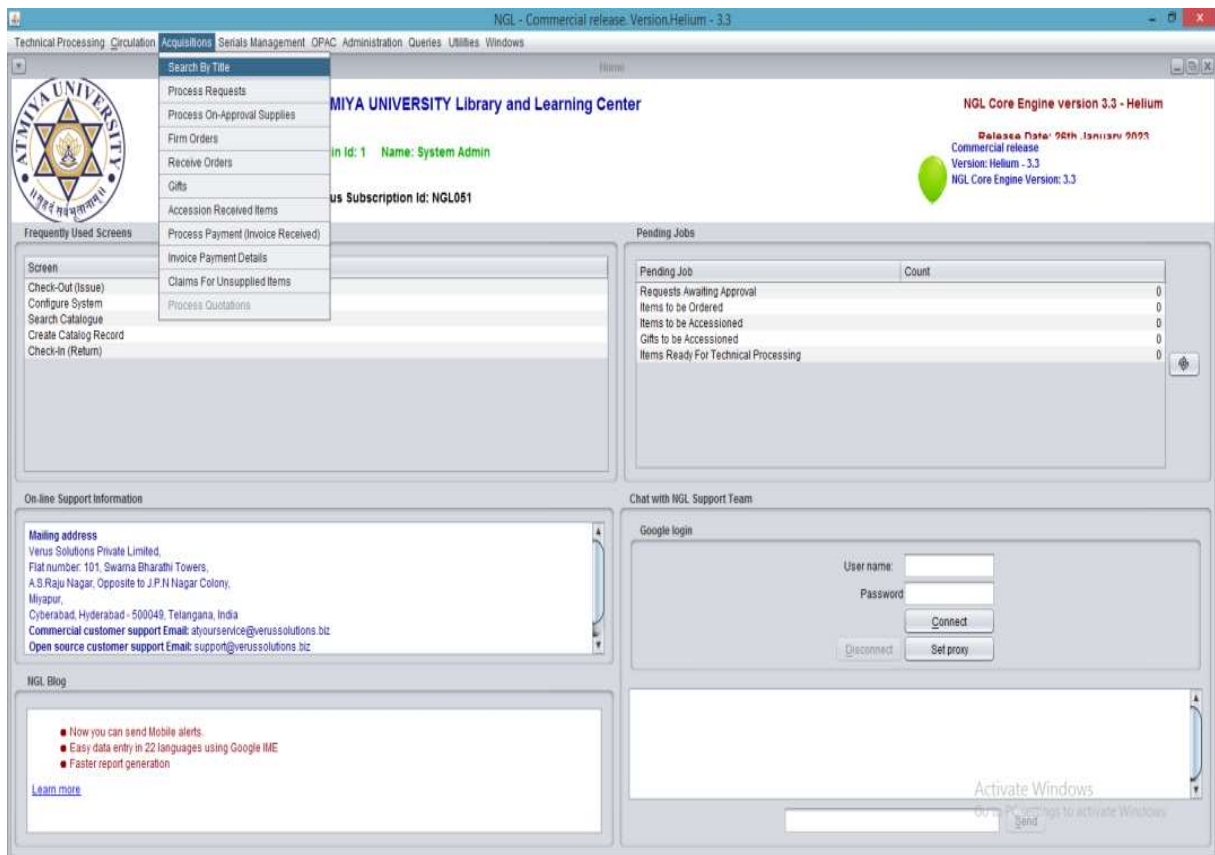 NGL - Commercial release. Version.Helium - 3.3
Technical Processing Circulation Acquisitions Serials Management OPAC Administration Queries Utilities Windows
Home
Search By Title
Process Requests
Process On-Approval Supplies
Firm Orders
Receive Orders
Gifts
Accession Received Items
Process Payment (Invoice Received)
Invoice Payment Details
Claims For Unsupplied Items
Process Quotations
ATMIYA UNIVERSITY
MIYA UNIVERSITY Library and Learning Center
in Id: 1 Name: System Admin
us Subscription Id: NGL051
NGL Core Engine version 3.3 - Helium
Release Date: 26th January 2023
Commercial release
Version: Helium - 3.3
NGL Core Engine Version: 3.3
Frequently Used Screens
Screen
Check-Out (Issue)
Configure System
Search Catalogue
Create Catalog Record
Check-In (Return)
Pending Jobs
Pending Job Count
Requests Awaiting Approval 0
Items to be Ordered 0
Items to be Accessioned 0
Gifts to be Accessioned 0
Items Ready For Technical Processing 0
On-line Support Information
Mailing address
Verus Solutions Private Limited,
Flat number: 101, Swarna Bharathi Towers,
A.S.Raju Nagar, Opposite to J.P.N Nagar Colony,
Miyapur,
Cyberabad, Hyderabad - 500049, Telangana, India
Commercial customer support Email: atyourservice@verussolutions.biz
Open source customer support Email: support@verussolutions.biz
Chat with NGL Support Team
Google login
User name:
Password
Connect
Disconnect Set proxy
NGL Blog
Now you can send Mobile alerts.
Easy data entry in 22 languages using Google IME
Faster report generation
Learn more
Activate Windows
Go to PC settings to activate Windows
Send